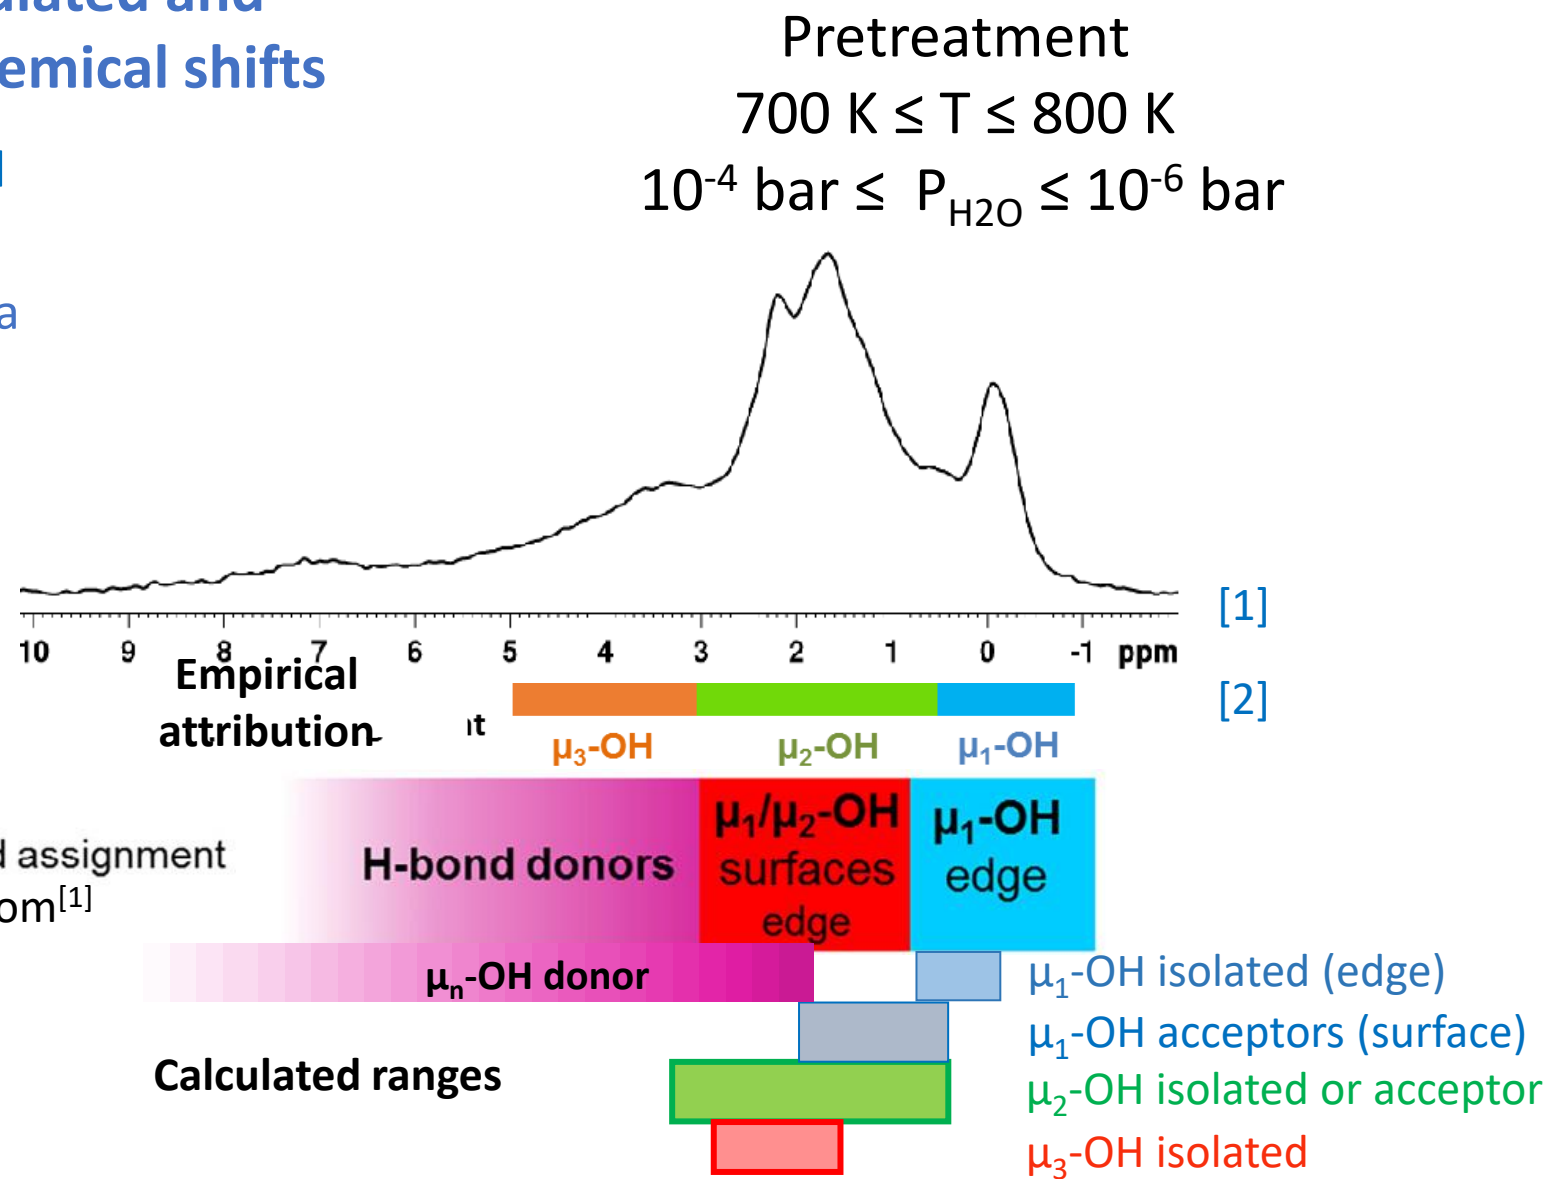 ulated and
emical shifts
a
Pretreatment
700 K ≤ T ≤ 800 K
10⁻⁴ bar ≤ P_H2O ≤ 10⁻⁶ bar
[1]
10 9 8 7 6 5 4 3 2 1 0 -1 ppm
Empirical
attribution
[2]
μ₃-OH μ₂-OH μ₁-OH
H-bond donors
μ₁/μ₂-OH
surfaces
edge
μ₁-OH
edge
d assignment
om[1]
μₙ-OH donor
μ₁-OH isolated (edge)
μ₁-OH acceptors (surface)
Calculated ranges
μ₂-OH isolated or acceptor
μ₃-OH isolated